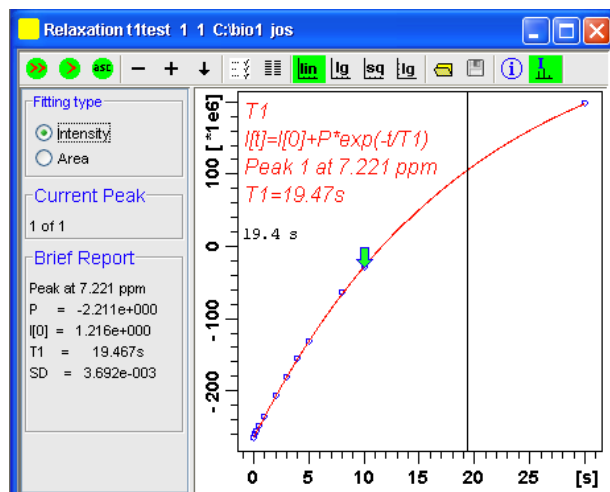 Relaxation t1test 1 1 C:\bio1 jos
asc
lin lg sq lg
Fitting type
Intensity
Area
Current Peak
1 of 1
Brief Report
Peak at 7.221 ppm
P = -2.211e+000
I[0] = 1.216e+000
T1 = 19.467s
SD = 3.692e-003
[*1e6]
100
0
-100
-200
T1
I[t]=I[0]+P*exp(-t/T1)
Peak 1 at 7.221 ppm
T1=19.47s
19.4 s
0 5 10 15 20 25 [s]